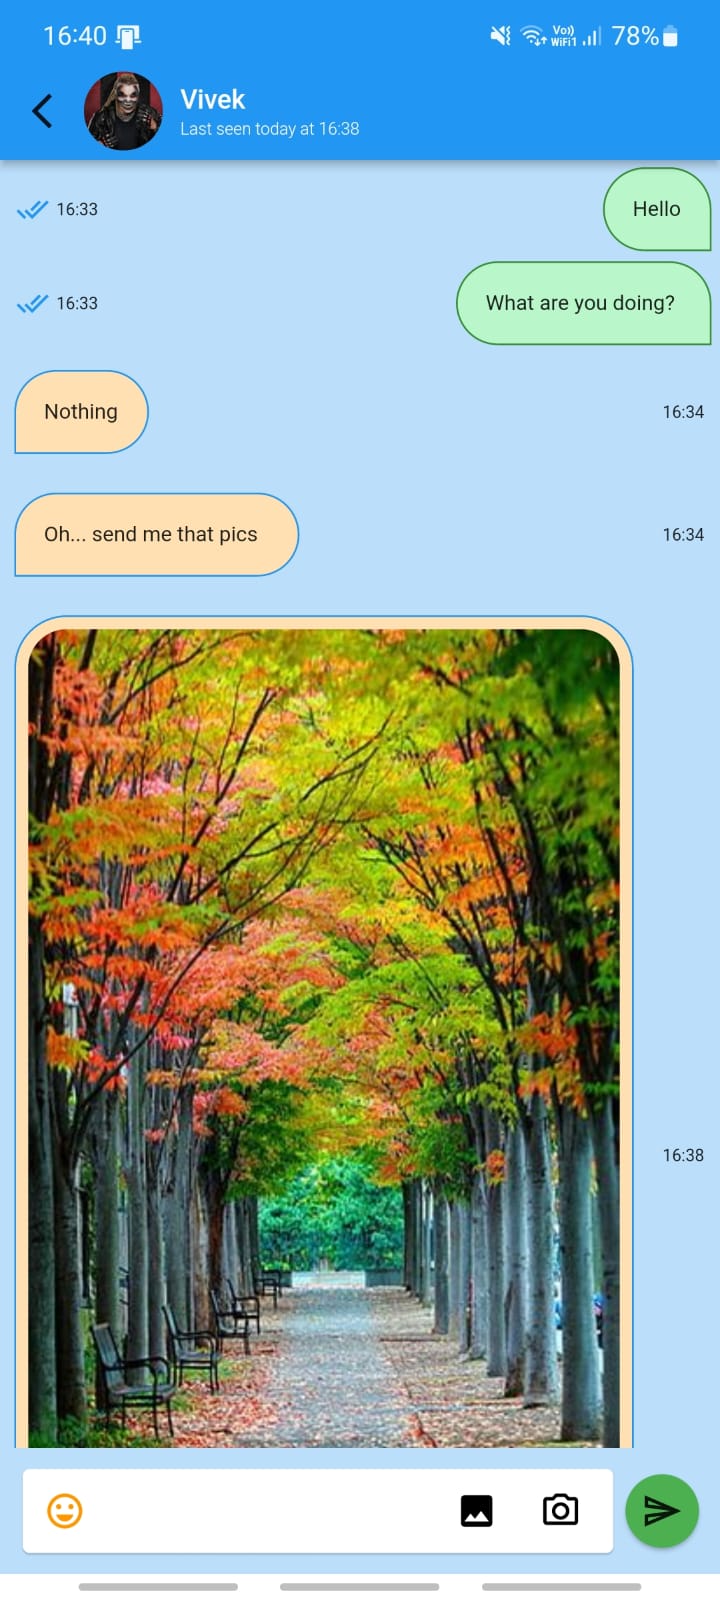 16:40
Vo))
WiFi1
78%
Vivek
Last seen today at 16:38
16:33
Hello
16:33
What are you doing?
Nothing
16:34
Oh... send me that pics
16:34
16:38